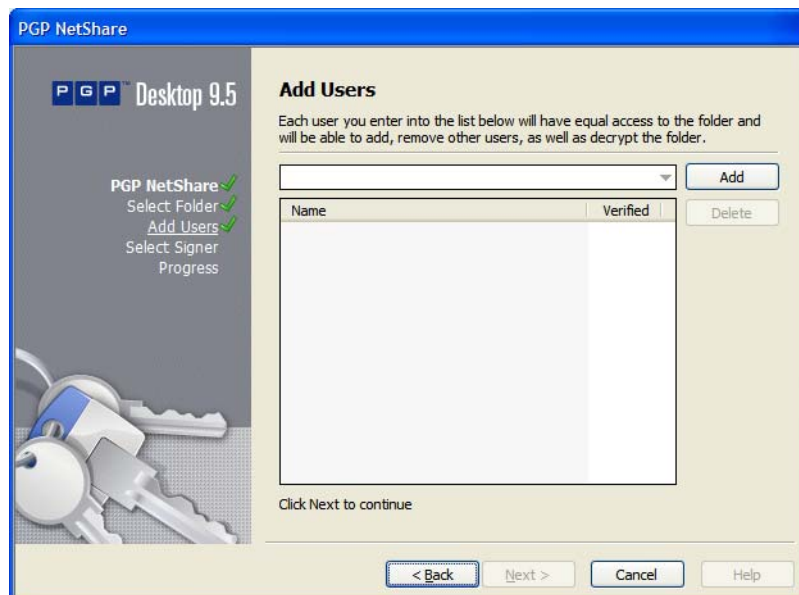 PGP NetShare
PGP™ Desktop 9.5
PGP NetShare
Select Folder
Add Users
Select Signer
Progress
Add Users
Each user you enter into the list below will have equal access to the folder and
will be able to add, remove other users, as well as decrypt the folder.
Add
Name Verified
Delete
Click Next to continue
< Back Next > Cancel Help